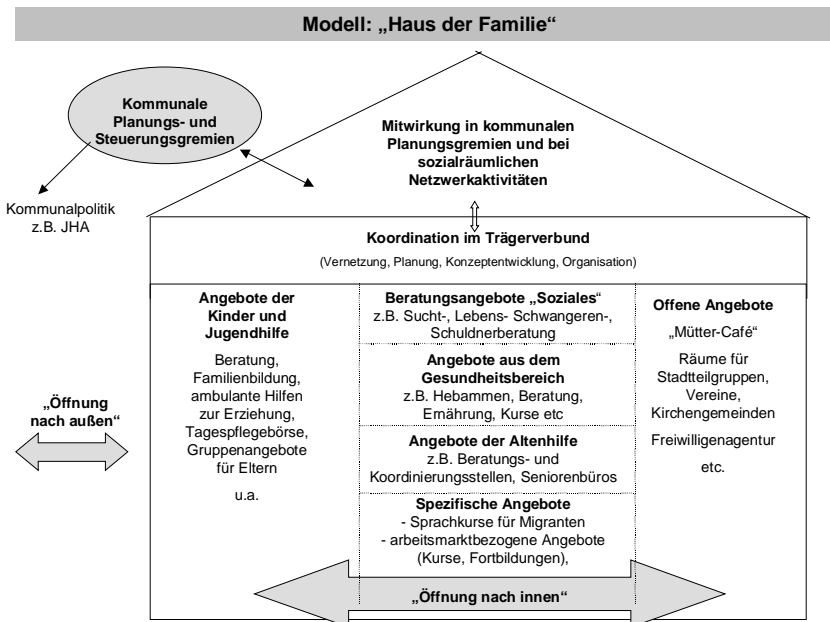 Modell: „Haus der Familie“
Kommunale
Planungs- und
Steuerungsgremien
Mitwirkung in kommunalen
Planungsgremien und bei
sozialräumlichen
Netzwerkaktivitäten
Kommunalpolitik
z.B. JHA
Koordination im Trägerverbund
(Vernetzung, Planung, Konzeptentwicklung, Organisation)
„Öffnung
nach außen“
Angebote der
Kinder und
Jugendhilfe
Beratung,
Familienbildung,
ambulante Hilfen
zur Erziehung,
Tagespflegebörse,
Gruppenangebote
für Eltern
u.a.
Beratungsangebote „Soziales“
z.B. Sucht-, Lebens- Schwangeren-,
Schuldnerberatung
Angebote aus dem
Gesundheitsbereich
z.B. Hebammen, Beratung,
Ernährung, Kurse etc
Angebote der Altenhilfe
z.B. Beratungs- und
Koordinierungsstellen, Seniorenbüros
Spezifische Angebote
- Sprachkurse für Migranten
- arbeitsmarktbezogene Angebote
(Kurse, Fortbildungen),
Offene Angebote
„Mütter-Café“
Räume für
Stadtteilgruppen,
Vereine,
Kirchengemeinden
Freiwilligenagentur
etc.
„Öffnung nach innen“